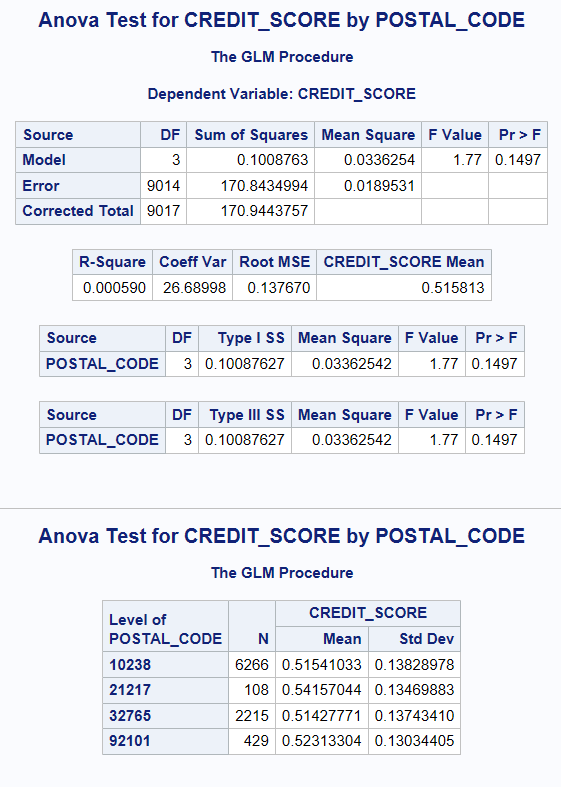 Anova Test for CREDIT_SCORE by POSTAL_CODE
The GLM Procedure
Dependent Variable: CREDIT_SCORE
Source DF Sum of Squares Mean Square F Value Pr > F
Model 3 0.1008763 0.0336254 1.77 0.1497
Error 9014 170.8434994 0.0189531
Corrected Total 9017 170.9443757
R-Square Coeff Var Root MSE CREDIT_SCORE Mean
0.000590 26.68998 0.137670 0.515813
Source DF Type I SS Mean Square F Value Pr > F
POSTAL_CODE 3 0.10087627 0.03362542 1.77 0.1497
Source DF Type III SS Mean Square F Value Pr > F
POSTAL_CODE 3 0.10087627 0.03362542 1.77 0.1497
Anova Test for CREDIT_SCORE by POSTAL_CODE
The GLM Procedure
Level of
POSTAL_CODE N CREDIT_SCORE
Mean Std Dev
10238 6266 0.51541033 0.13828978
21217 108 0.54157044 0.13469883
32765 2215 0.51427771 0.13743410
92101 429 0.52313304 0.13034405